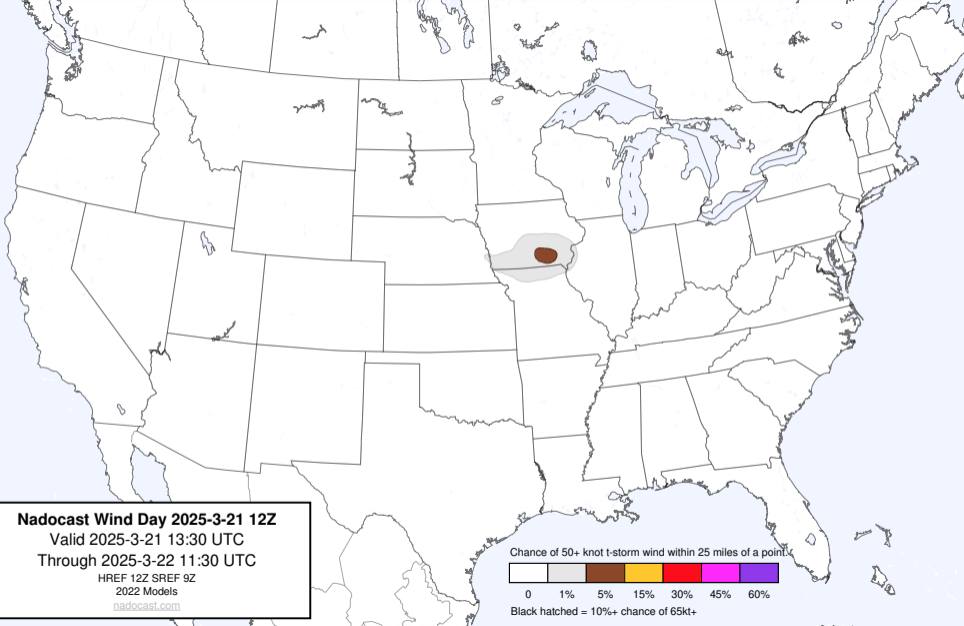 Nadocast Wind Day 2025-3-21 12Z
Valid 2025-3-21 13:30 UTC
Through 2025-3-22 11:30 UTC
HREF 12Z SREF 9Z
2022 Models
nadocast.com
Chance of 50+ knot t-storm wind within 25 miles of a point.
0 1% 5% 15% 30% 45% 60%
Black hatched = 10%+ chance of 65kt+